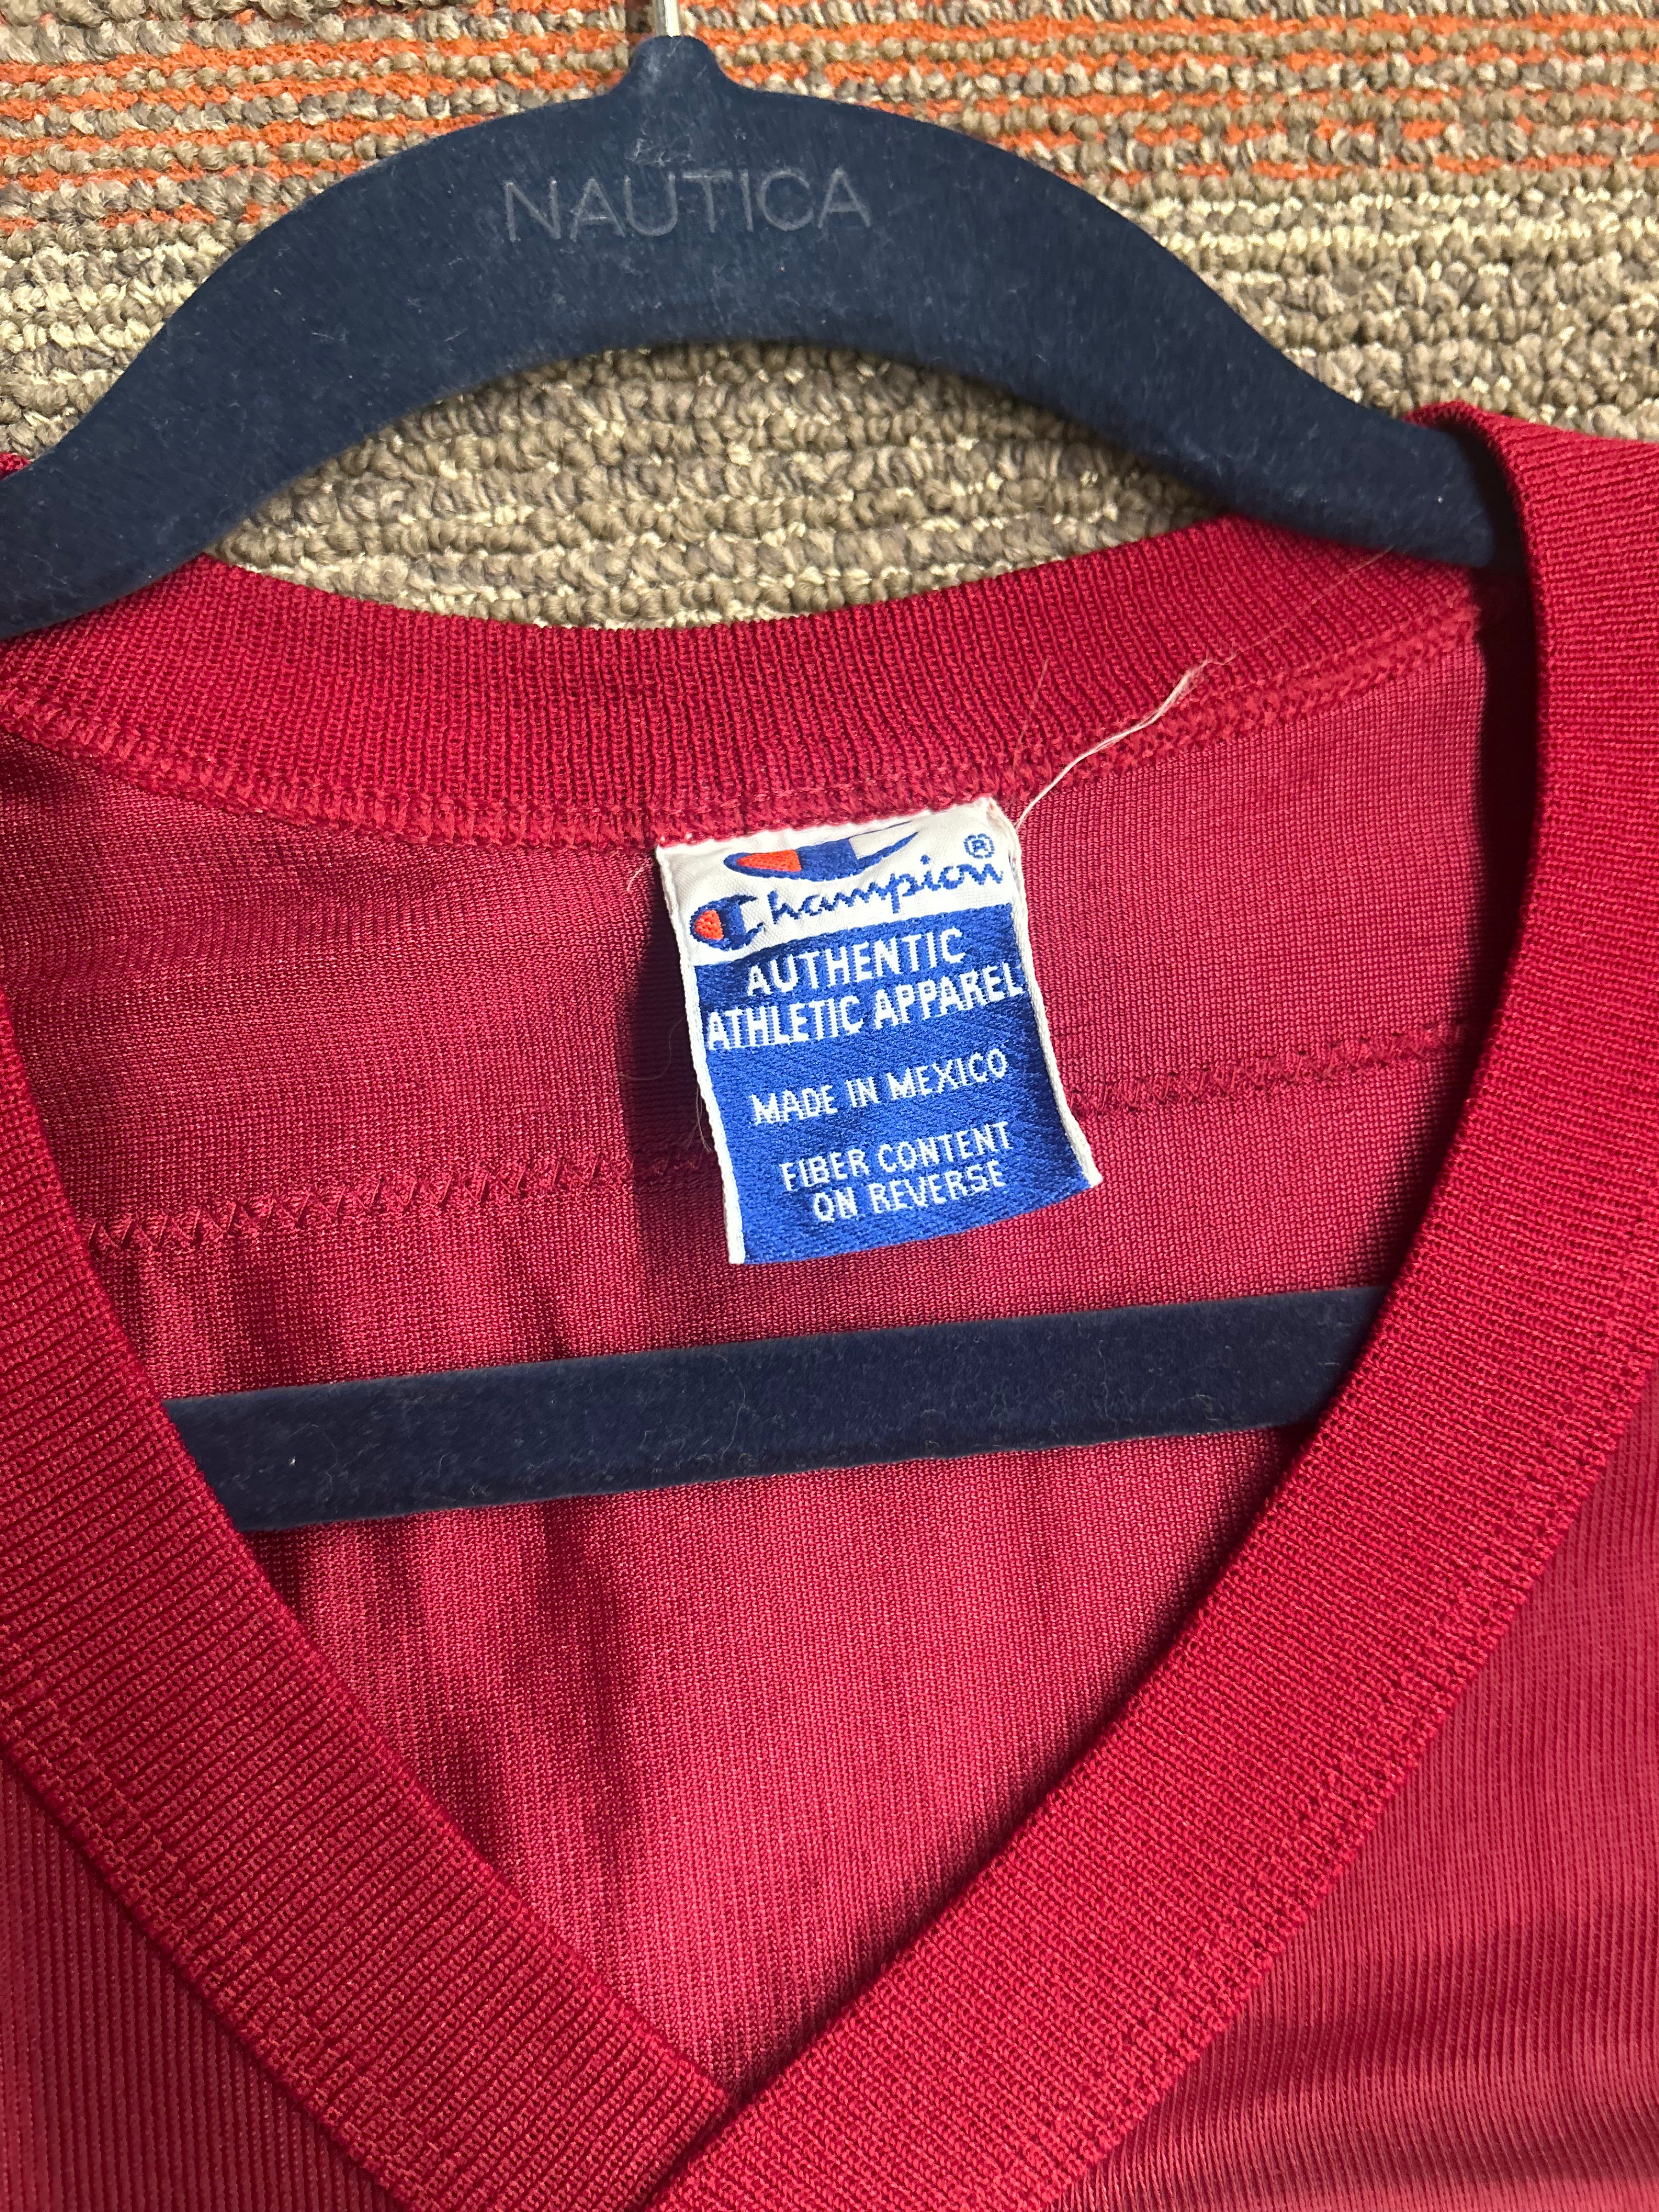 NAUTICA
Champion®
AUTHENTIC
ATHLETIC APPAREL
MADE IN MEXICO
FIBER CONTENT
ON REVERSE